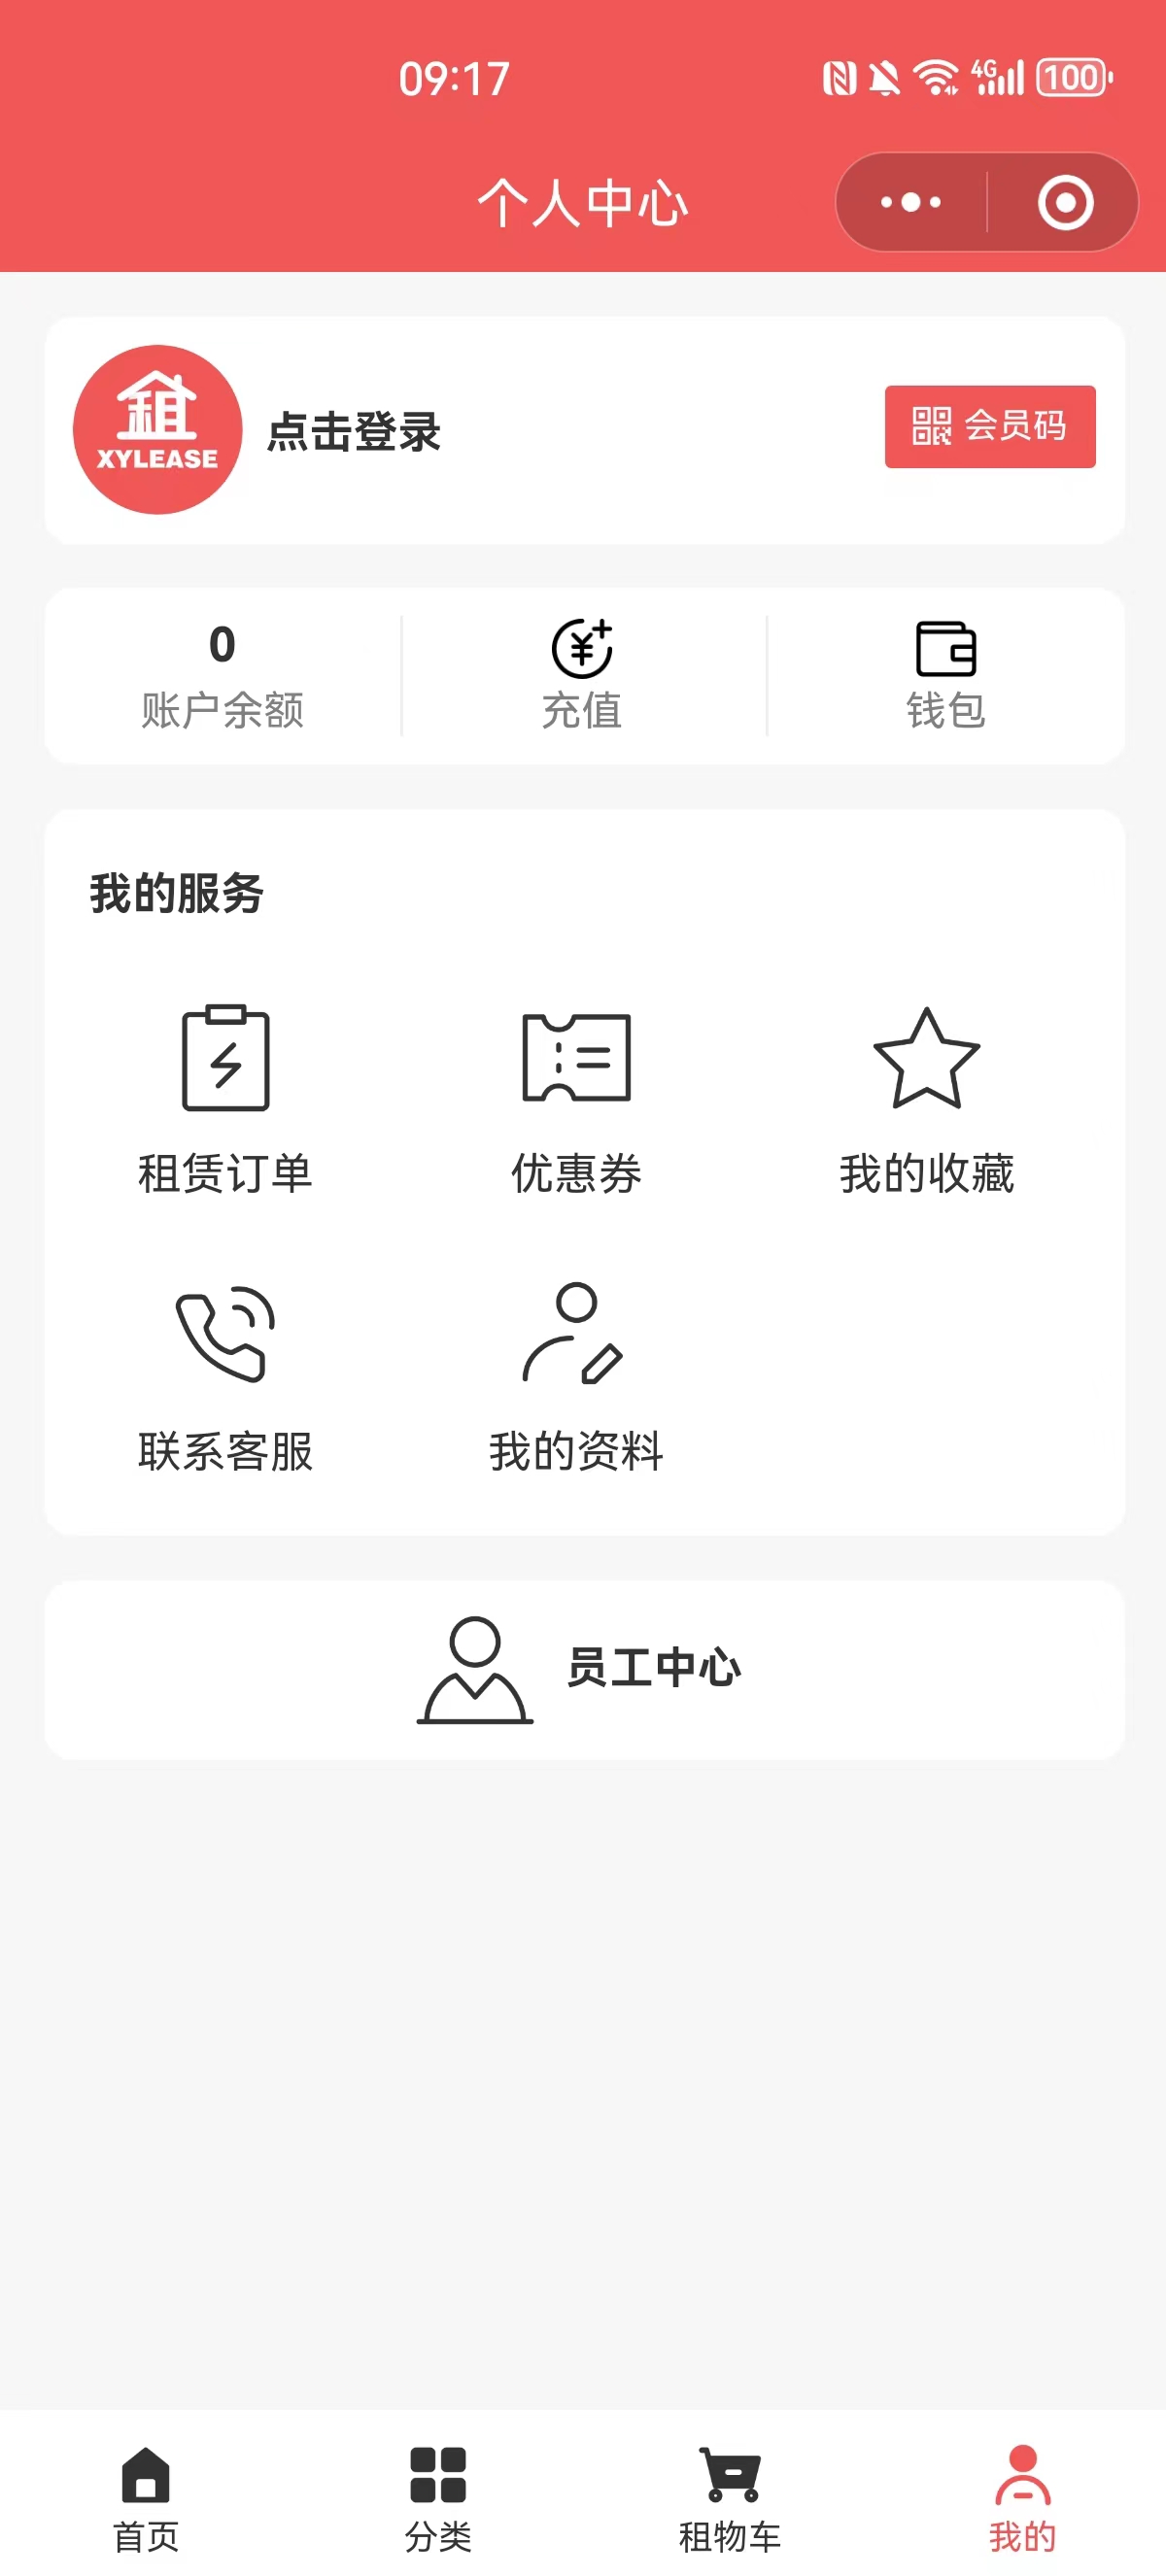 09:17
4G
100
个人中心
租
XYLEASE
点击登录
会员码
0
账户余额
充值
钱包
我的服务
租赁订单
优惠券
我的收藏
联系客服
我的资料
员工中心
首页
分类
租物车
我的